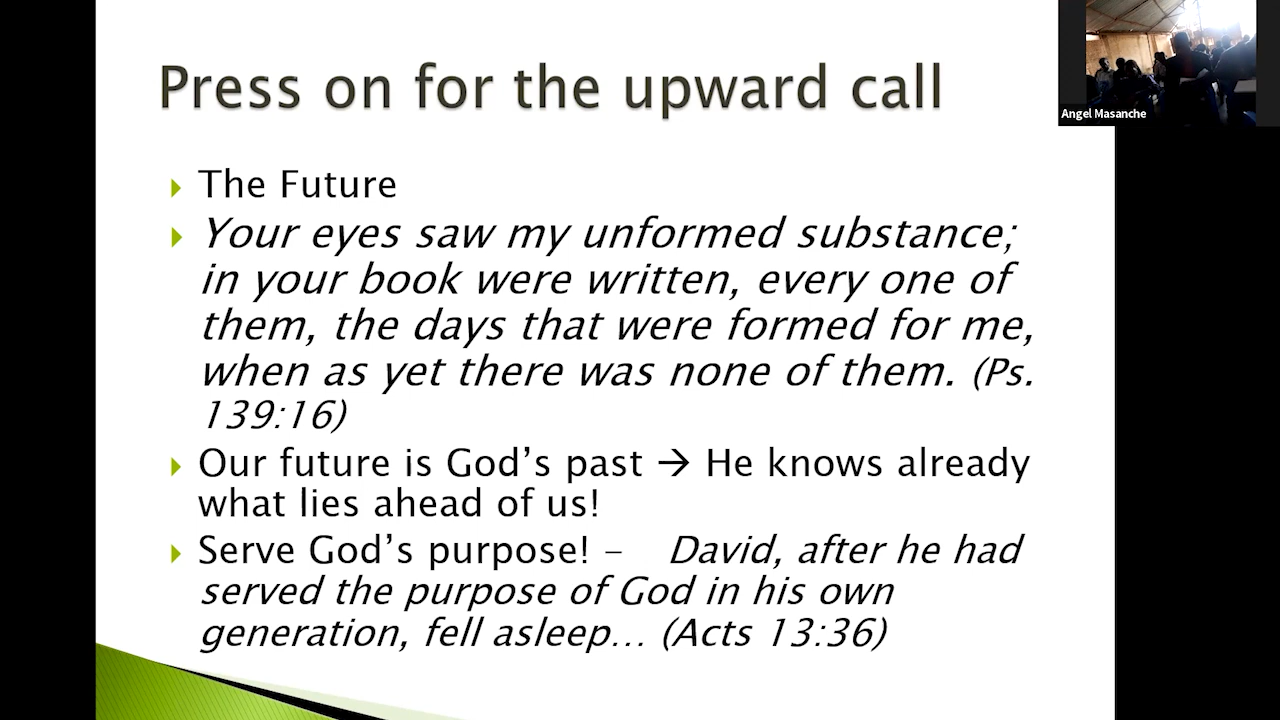 Press on for the upward call
Angel Masanche
The Future
Your eyes saw my unformed substance;
in your book were written, every one of
them, the days that were formed for me,
when as yet there was none of them. (Ps.
139:16)
Our future is God’s past → He knows already
what lies ahead of us!
Serve God’s purpose! – David, after he had
served the purpose of God in his own
generation, fell asleep… (Acts 13:36)